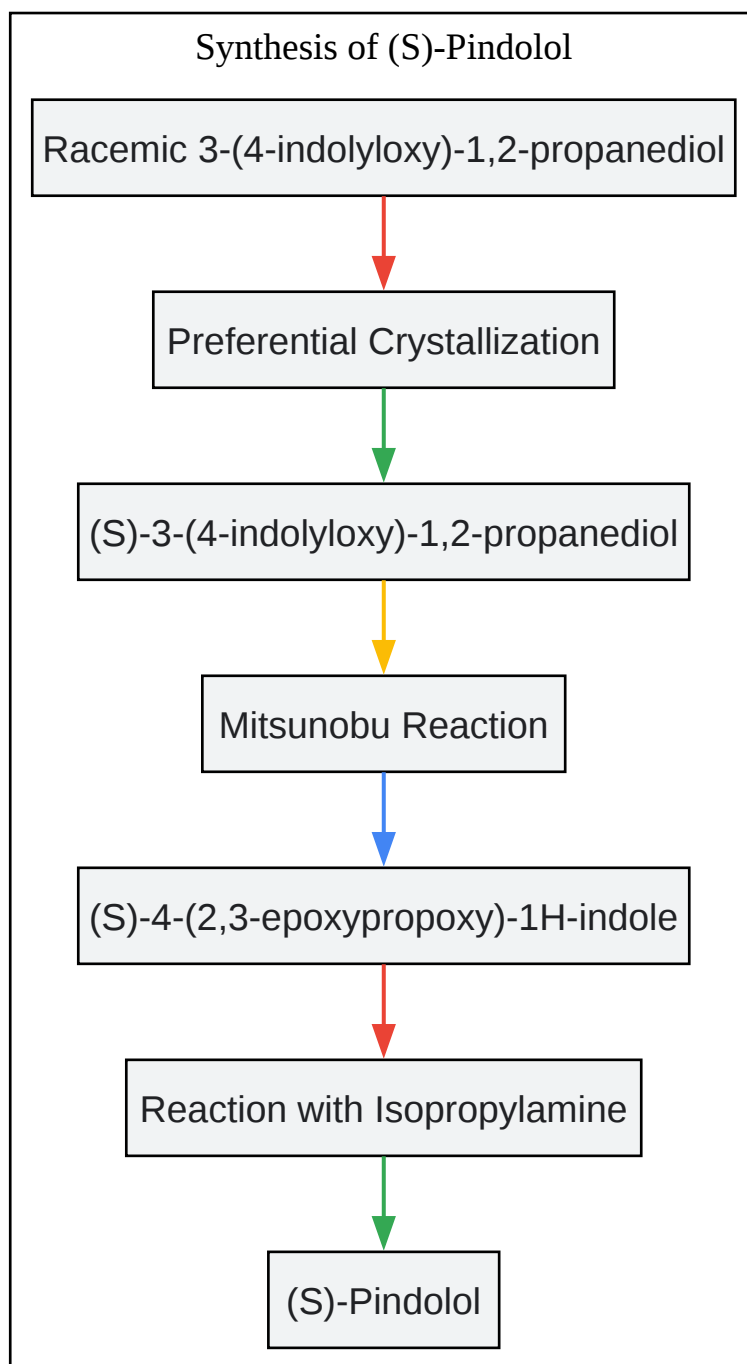 Synthesis of (S)-Pindolol
Racemic 3-(4-indolyloxy)-1,2-propanediol
Preferential Crystallization
(S)-3-(4-indolyloxy)-1,2-propanediol
Mitsunobu Reaction
(S)-4-(2,3-epoxypropoxy)-1H-indole
Reaction with Isopropylamine
(S)-Pindolol